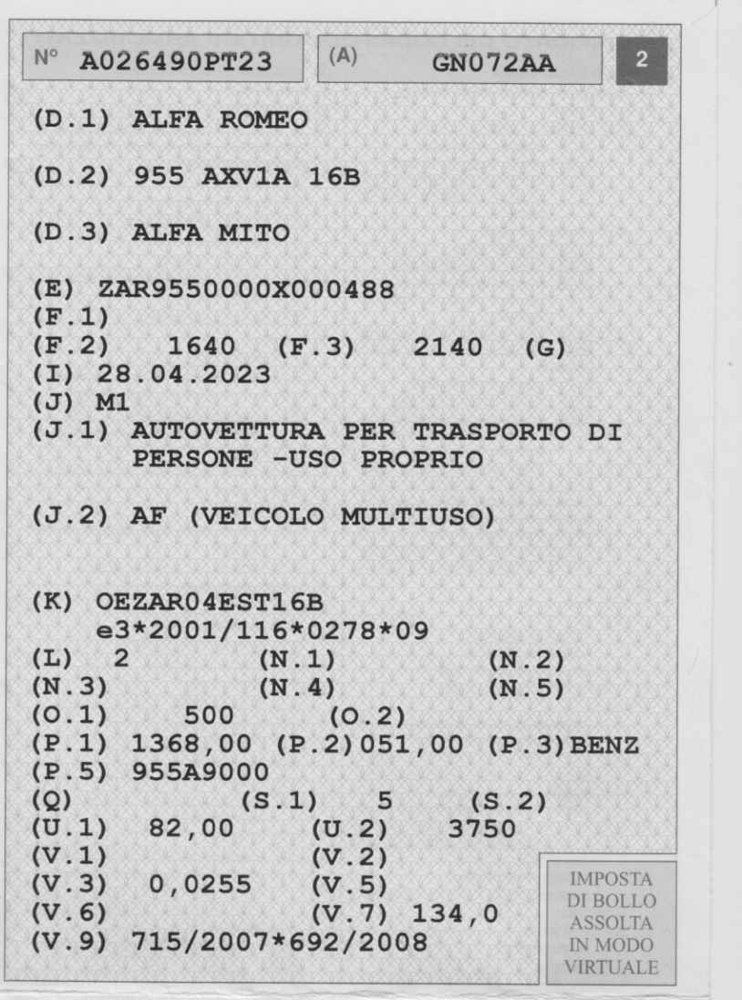 N° A026490PT23 (A) GN072AA 2
(D.1) ALFA ROMEO
(D.2) 955 AXV1A 16B
(D.3) ALFA MITO
(E) ZAR9550000X000488
(F.1)
(F.2) 1640 (F.3) 2140 (G)
(I) 28.04.2023
(J) M1
(J.1) AUTOVETTURA PER TRASPORTO DI
PERSONE -USO PROPRIO
(J.2) AF (VEICOLO MULTIUSO)
(K) OEZAR04EST16B
e3*2001/116*0278*09
(L) 2 (N.1) (N.2)
(N.3) (N.4) (N.5)
(O.1) 500 (O.2)
(P.1) 1368,00 (P.2)051,00 (P.3)BENZ
(P.5) 955A9000
(Q) (S.1) 5 (S.2)
(U.1) 82,00 (U.2) 3750
(V.1) (V.2)
(V.3) 0,0255 (V.5)
(V.6) (V.7) 134,0
(V.9) 715/2007*692/2008
IMPOSTA
DI BOLLO
ASSOLTA
IN MODO
VIRTUALE